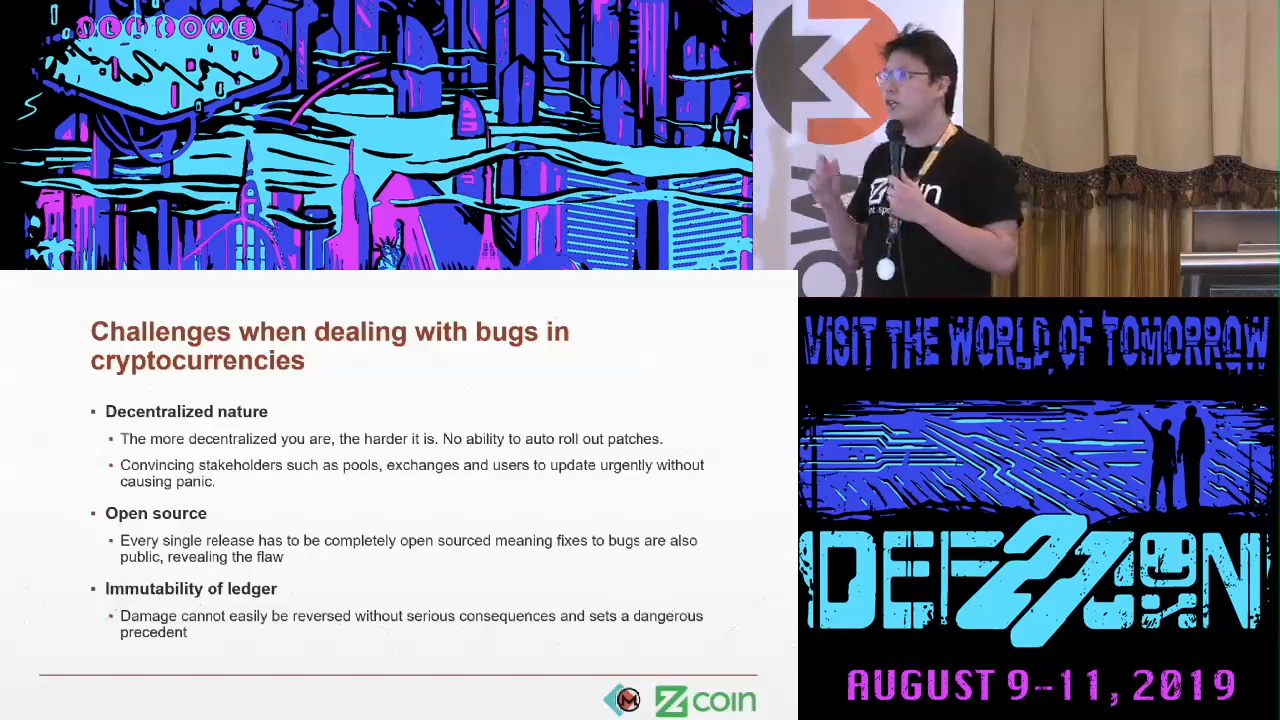 WELCOME
Challenges when dealing with bugs in
cryptocurrencies
▪ Decentralized nature
▪ The more decentralized you are, the harder it is. No ability to auto roll out patches.
▪ Convincing stakeholders such as pools, exchanges and users to update urgently without
causing panic.
▪ Open source
▪ Every single release has to be completely open sourced meaning fixes to bugs are also
public, revealing the flaw
▪ Immutability of ledger
▪ Damage cannot easily be reversed without serious consequences and sets a dangerous
precedent
Zcoin
VISIT THE WORLD OF TOMORROW
DEF CON
27
AUGUST 9–11, 2019